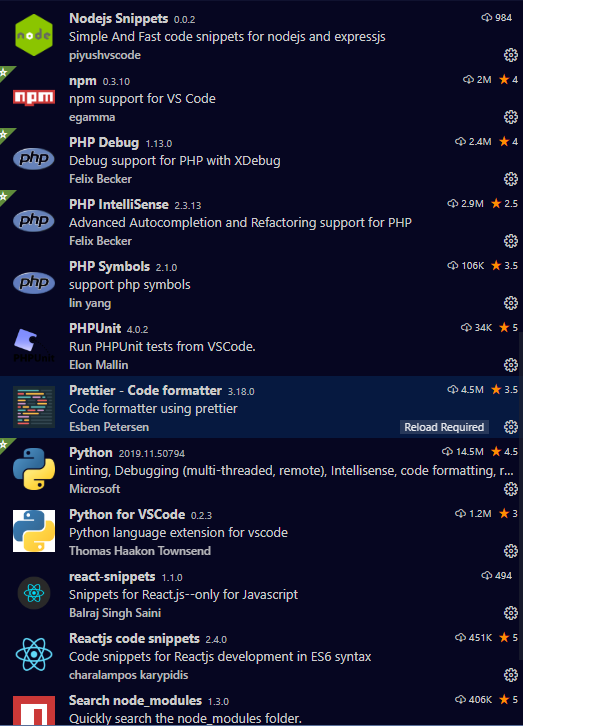 Nodejs Snippets 0.0.2 984
Simple And Fast code snippets for nodejs and expressjs
piyushvscode
npm 0.3.10 2M 4
npm support for VS Code
egamma
PHP Debug 1.13.0 2.4M 4
Debug support for PHP with XDebug
Felix Becker
PHP IntelliSense 2.3.13 2.9M 2.5
Advanced Autocompletion and Refactoring support for PHP
Felix Becker
PHP Symbols 2.1.0 106K 3.5
support php symbols
lin yang
PHPUnit 4.0.2 34K 5
Run PHPUnit tests from VSCode.
Elon Mallin
Prettier - Code formatter 3.18.0 4.5M 3.5
Code formatter using prettier
Esben Petersen Reload Required
Python 2019.11.50794 14.5M 4.5
Linting, Debugging (multi-threaded, remote), Intellisense, code formatting, r...
Microsoft
Python for VSCode 0.2.3 1.2M 3
Python language extension for vscode
Thomas Haakon Townsend
react-snippets 1.1.0 494
Snippets for React.js--only for Javascript
Balraj Singh Saini
Reactjs code snippets 2.4.0 451K 5
Code snippets for Reactjs development in ES6 syntax
charalampos karypidis
Search node_modules 1.3.0 406K 5
Quickly search the node_modules folder.
node
npm
php
php
php
PHPUnit